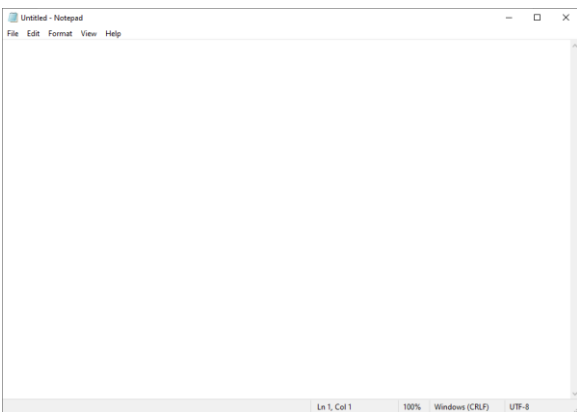 Untitled - Notepad
File Edit Format View Help
Ln 1, Col 1 100% Windows (CRLF) UTF-8